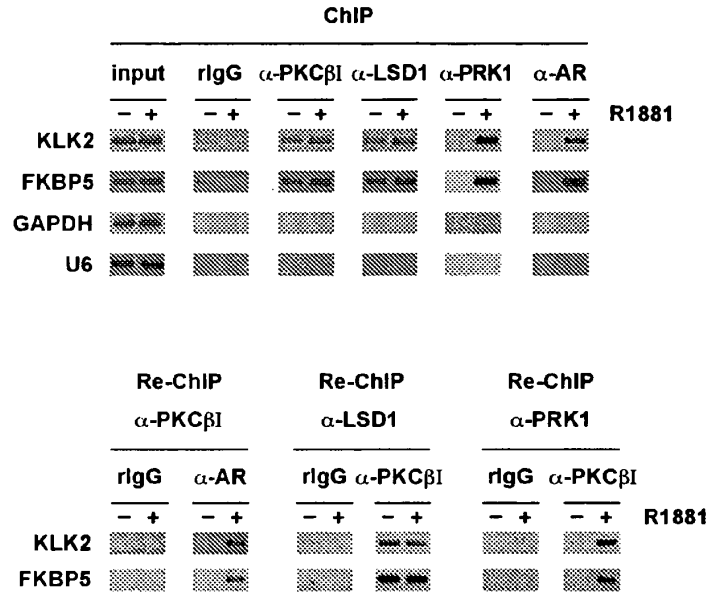 ChIP
input rIgG α-PKCβI α-LSD1 α-PRK1 α-AR
− + − + − + − + − + − + R1881
KLK2
FKBP5
GAPDH
U6
Re-ChIP Re-ChIP Re-ChIP
α-PKCβI α-LSD1 α-PRK1
rIgG α-AR rIgG α-PKCβI rIgG α-PKCβI
− + − + − + − + − + − + R1881
KLK2
FKBP5